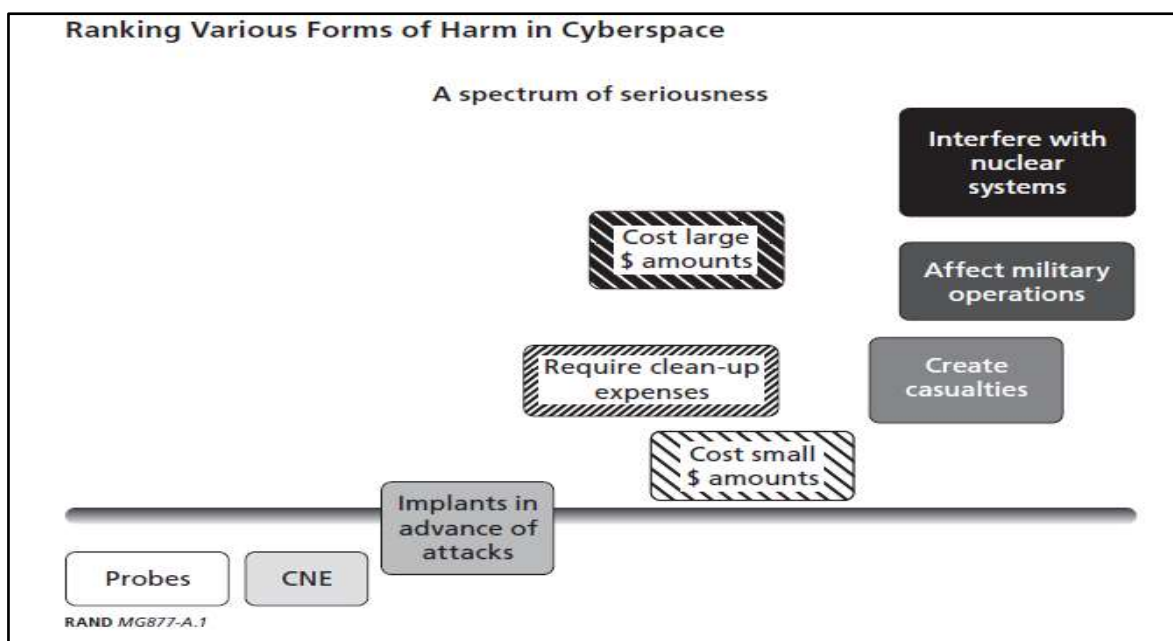 Ranking Various Forms of Harm in Cyberspace
A spectrum of seriousness
Interfere with
nuclear
systems
Cost large
$ amounts
Affect military
operations
Require clean-up
expenses
Create
casualties
Cost small
$ amounts
Implants in
advance of
attacks
Probes
CNE
RAND MG877-A.1